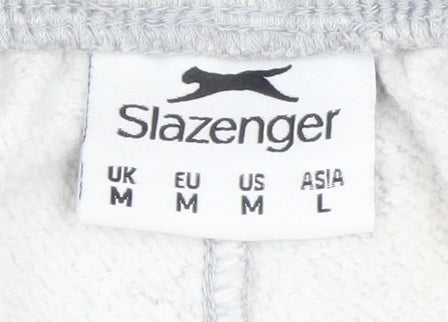 Slazenger
UK EU US ASIA
M M M L